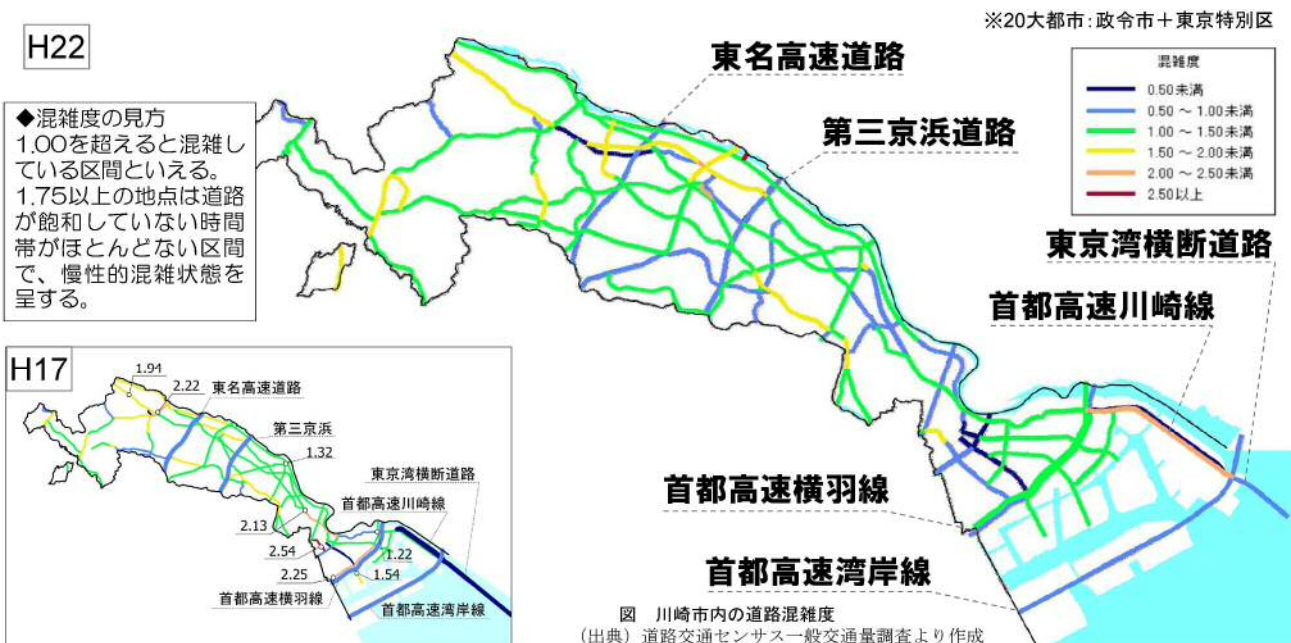 ※20大都市:政令市+東京特別区
H22
東名高速道路
第三京浜道路
混雑度
0.50未満
0.50 ～ 1.00未満
1.00 ～ 1.50未満
1.50 ～ 2.00未満
2.00 ～ 2.50未満
2.50以上
◆混雑度の見方
1.00を超えると混雑し
ている区間といえる。
1.75以上の地点は道路
が飽和していない時間
帯がほとんどない区間
で、慢性的混雑状態を
呈する。
東京湾横断道路
首都高速川崎線
首都高速横羽線
首都高速湾岸線
H17
1.94
2.22
東名高速道路
第三京浜
1.32
東京湾横断道路
首都高速川崎線
2.13
2.54
1.22
2.25
1.54
首都高速横羽線
首都高速湾岸線
図 川崎市内の道路混雑度
(出典)道路交通センサス一般交通量調査より作成